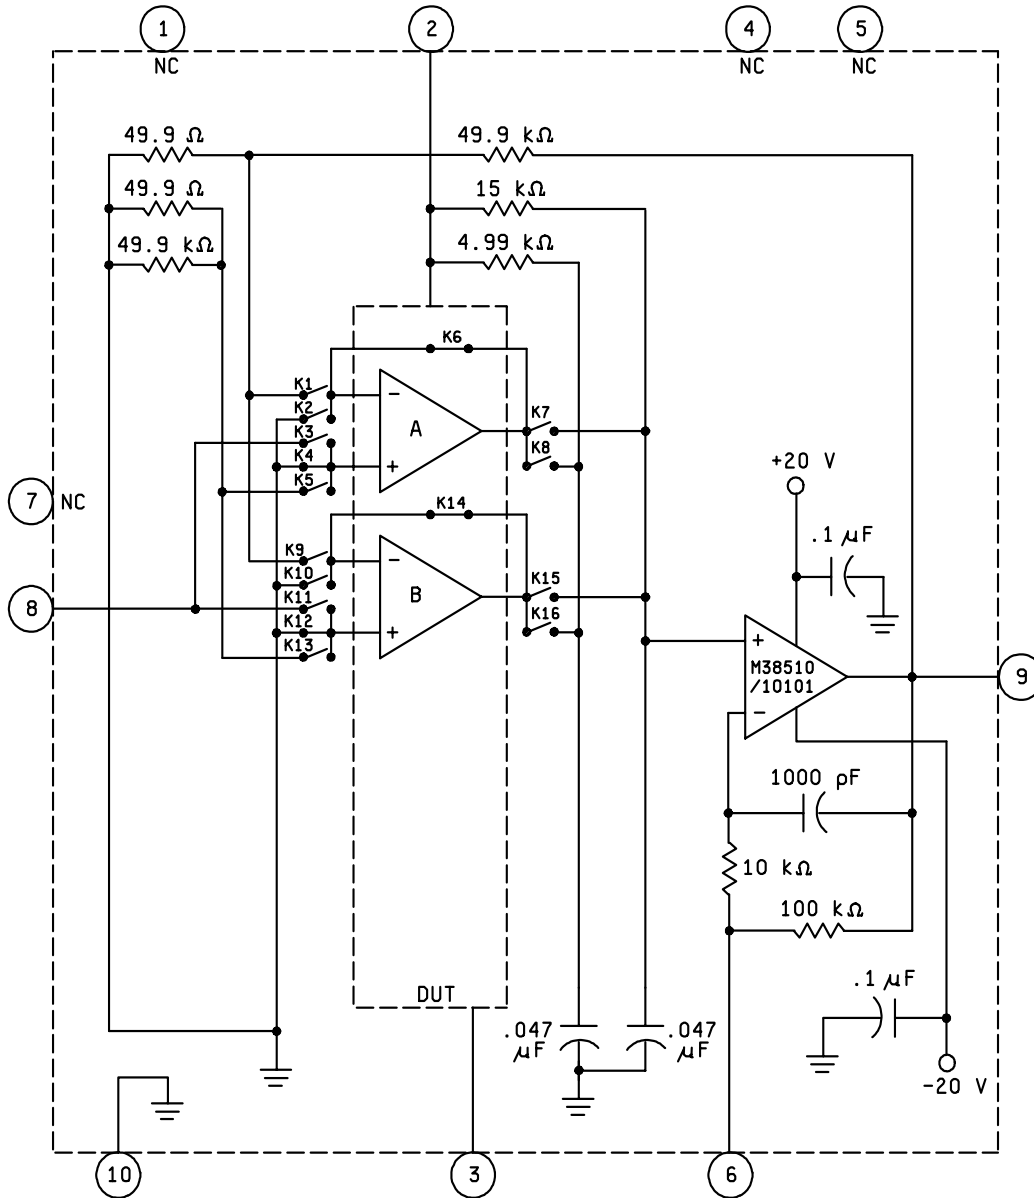 1
2
4
5
NC
NC
NC
49.9 Ω
49.9 kΩ
49.9 Ω
15 kΩ
49.9 kΩ
4.99 kΩ
K6
K1
K2
K3
K4
K5
−
A
+
K7
K8
+20 V
7
NC
K14
.1 μF
K9
K10
K11
K12
K13
−
B
+
K15
K16
8
+
M38510
/10101
−
9
1000 pF
10 kΩ
100 kΩ
DUT
.1 μF
.047
μF
.047
μF
-20 V
10
3
6